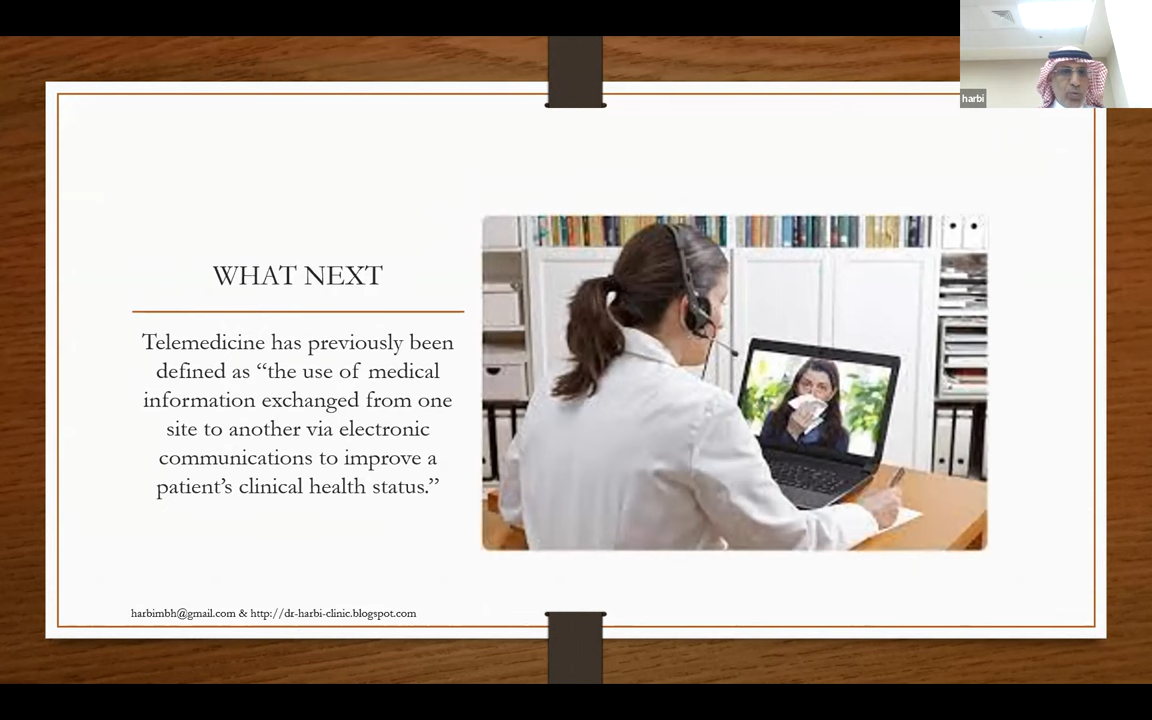 harbi
WHAT NEXT
Telemedicine has previously been
defined as “the use of medical
information exchanged from one
site to another via electronic
communications to improve a
patient’s clinical health status.”
harbimbh@gmail.com & http://dr-harbi-clinic.blogspot.com